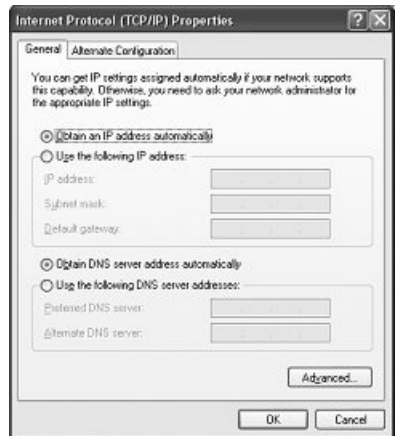 Internet Protocol (TCP/IP) Properties
General Alternate Configuration
You can get IP settings assigned automatically if your network supports
this capability. Otherwise, you need to ask your network administrator for
the appropriate IP settings.
Obtain an IP address automatically
Use the following IP address:
IP address:
Subnet mask:
Default gateway:
Obtain DNS server address automatically
Use the following DNS server addresses:
Preferred DNS server:
Alternate DNS server:
Advanced...
OK Cancel